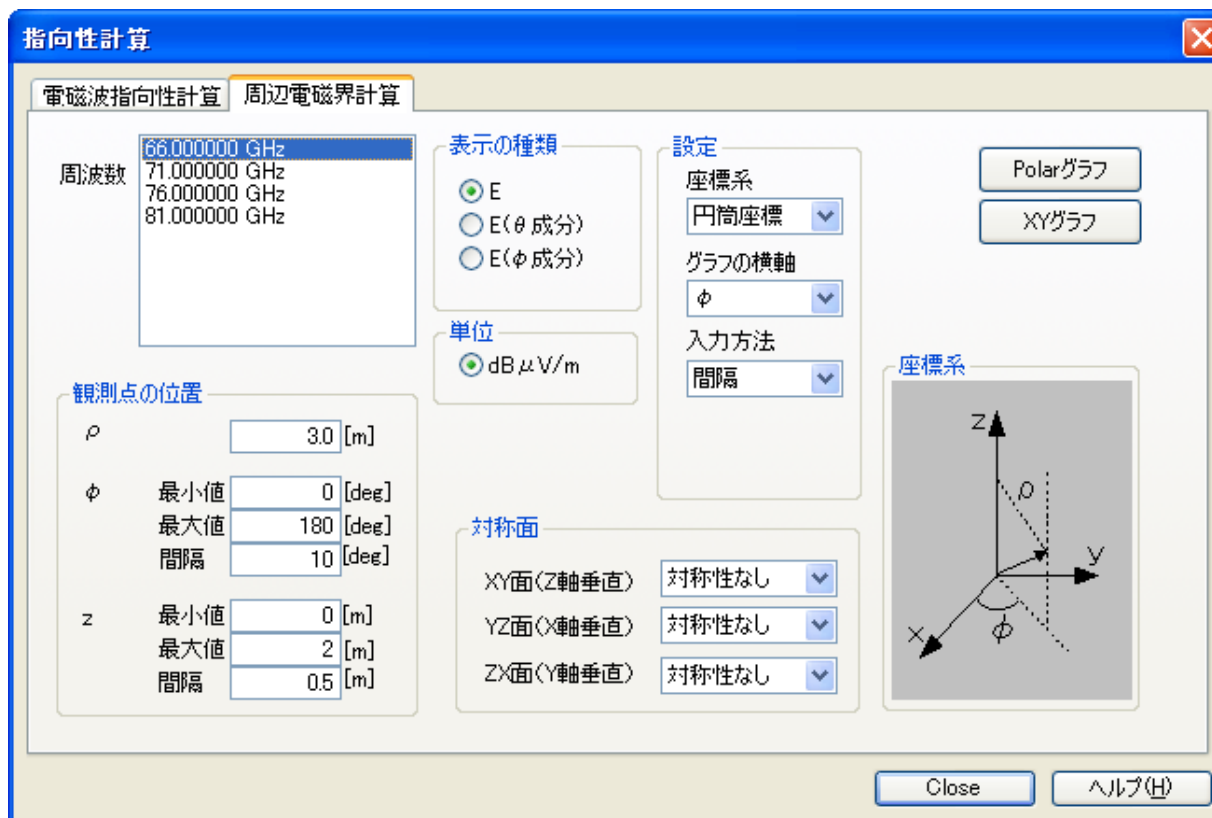 指向性計算
電磁波指向性計算 周辺電磁界計算
周波数
66.000000 GHz
71.000000 GHz
76.000000 GHz
81.000000 GHz
表示の種類
E
E(θ成分)
E(φ成分)
単位
dBμV/m
設定
座標系
円筒座標
グラフの横軸
φ
入力方法
間隔
Polarグラフ
XYグラフ
観測点の位置
ρ 3.0 [m]
φ 最小値 0 [deg]
最大値 180 [deg]
間隔 10 [deg]
z 最小値 0 [m]
最大値 2 [m]
間隔 0.5 [m]
対称面
XY面(Z軸垂直) 対称性なし
YZ面(X軸垂直) 対称性なし
ZX面(Y軸垂直) 対称性なし
座標系
z
ρ
y
x
φ
Close ヘルプ(H)